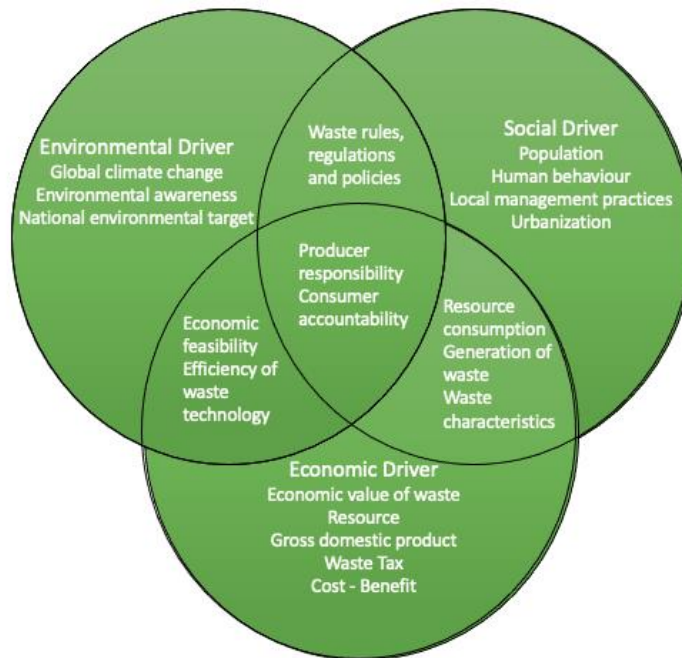 Environmental Driver
Global climate change
Environmental awareness
National environmental target
Waste rules,
regulations
and policies
Social Driver
Population
Human behaviour
Local management practices
Urbanization
Producer
responsibility
Consumer
accountability
Economic
feasibility
Efficiency of
waste
technology
Resource
consumption
Generation of
waste
Waste
characteristics
Economic Driver
Economic value of waste
Resource
Gross domestic product
Waste Tax
Cost - Benefit